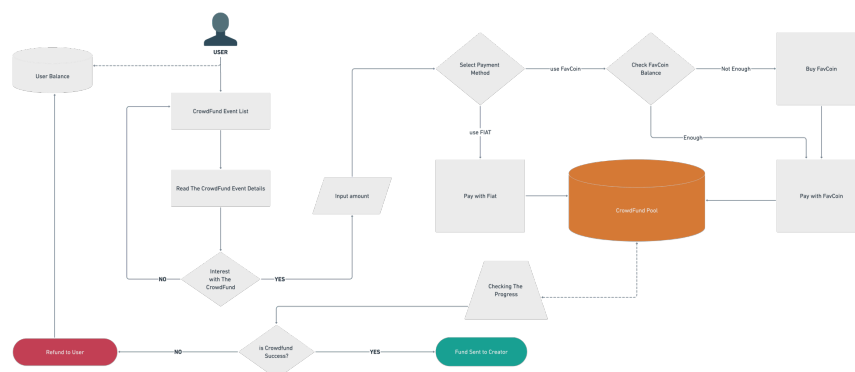 USER
User Balance
CrowdFund Event List
Read The CrowdFund Event Details
Interest
with The
CrowdFund
NO
YES
Input amount
Select Payment
Method
use FavCoin
Check FavCoin
Balance
Not Enough
Buy FavCoin
use FIAT
Enough
Pay with Fiat
CrowdFund Pool
Pay with FavCoin
Checking The
Progress
is Crowdfund
Success?
NO
YES
Refund to User
Fund Sent to Creator